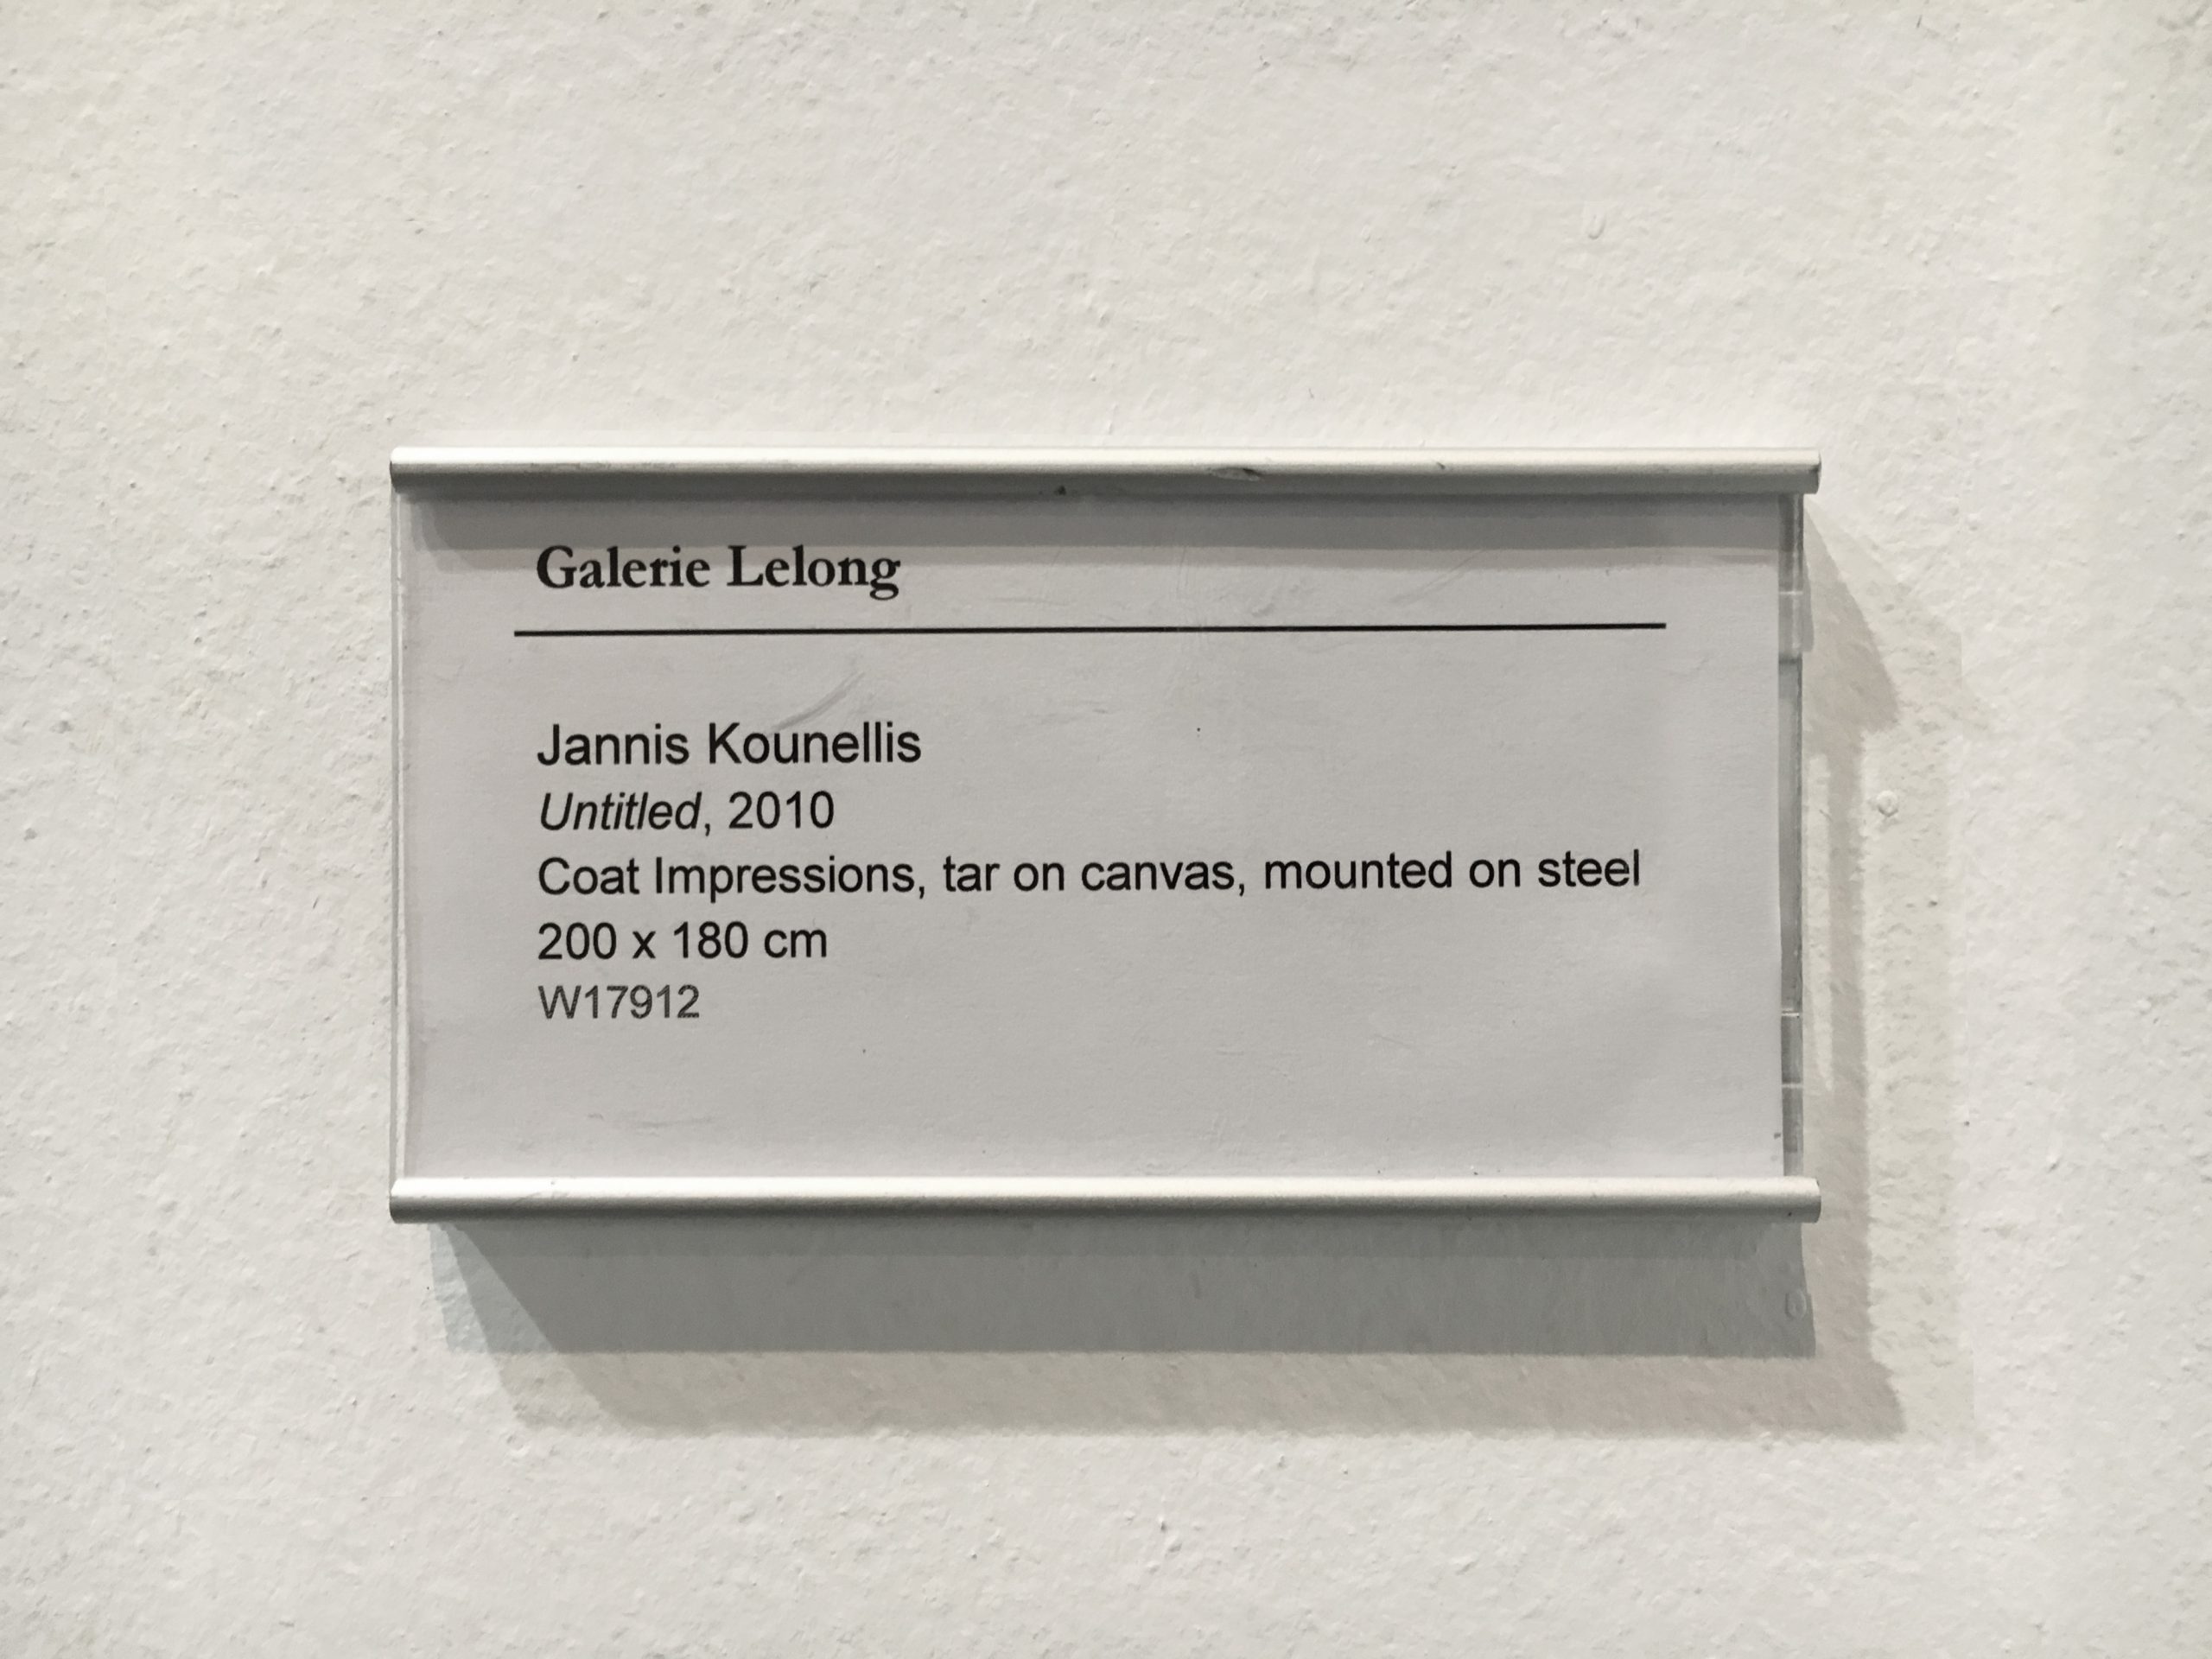 Galerie Lelong
Jannis Kounellis
Untitled, 2010
Coat Impressions, tar on canvas, mounted on steel
200 x 180 cm
W17912